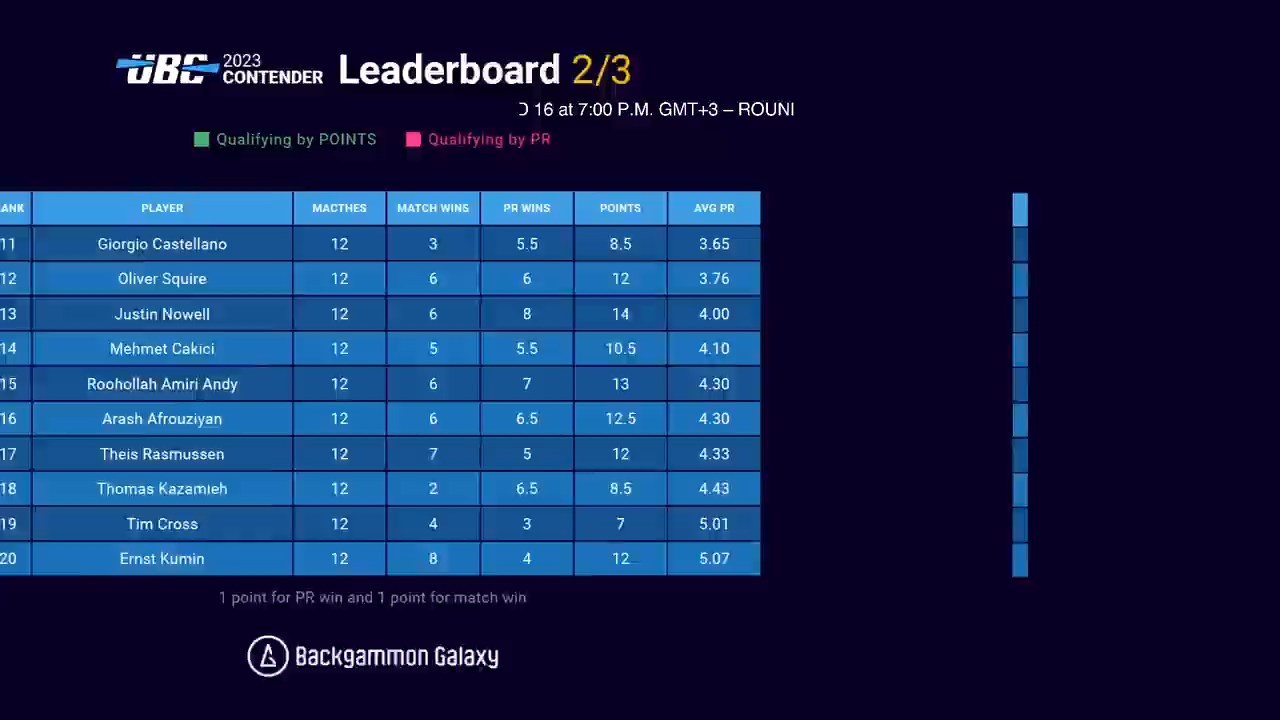 UBC 2023 CONTENDER Leaderboard 2/3
16 at 7:00 P.M. GMT+3 – ROUNI
Qualifying by POINTS Qualifying by PR
ANK PLAYER MACTHES MATCH WINS PR WINS POINTS AVG PR
11 Giorgio Castellano 12 3 5.5 8.5 3.65
12 Oliver Squire 12 6 6 12 3.76
13 Justin Nowell 12 6 8 14 4.00
14 Mehmet Cakici 12 5 5.5 10.5 4.10
15 Roohollah Amiri Andy 12 6 7 13 4.30
16 Arash Afrouziyan 12 6 6.5 12.5 4.30
17 Theis Rasmussen 12 7 5 12 4.33
18 Thomas Kazamieh 12 2 6.5 8.5 4.43
19 Tim Cross 12 4 3 7 5.01
20 Ernst Kumin 12 8 4 12 5.07
1 point for PR win and 1 point for match win
Backgammon Galaxy